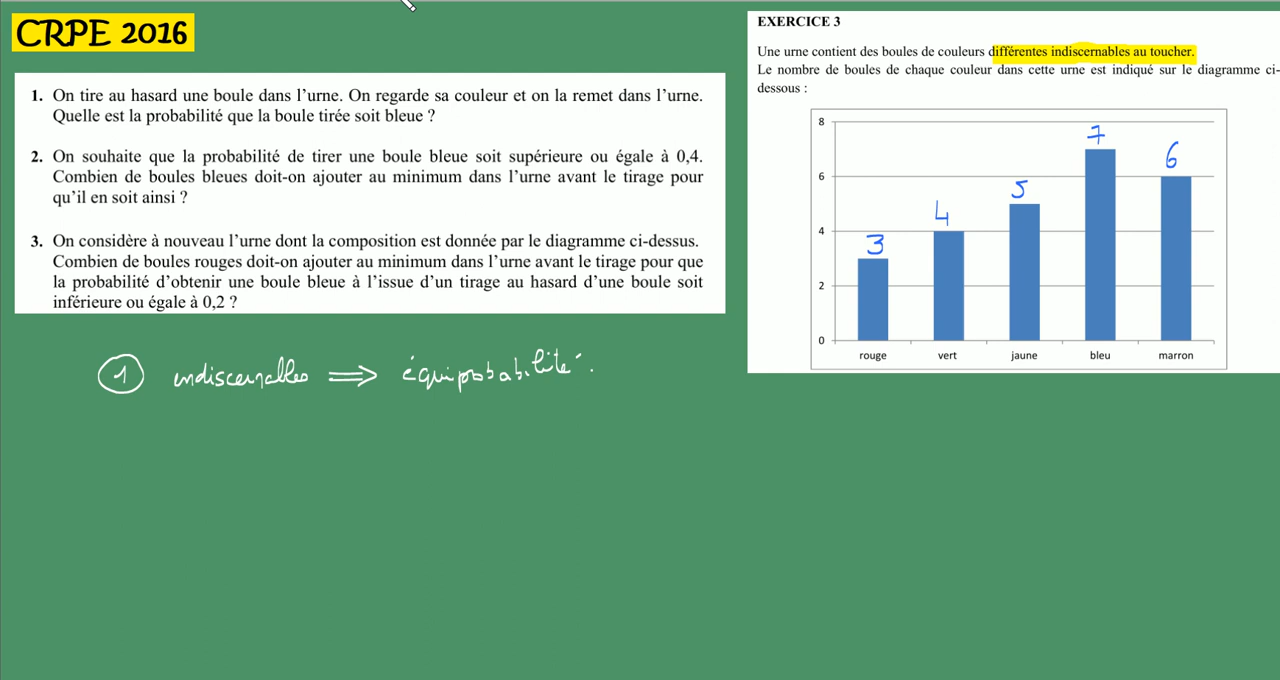 CRPE 2016
1. On tire au hasard une boule dans l'urne. On regarde sa couleur et on la remet dans l'urne.
Quelle est la probabilité que la boule tirée soit bleue ?
2. On souhaite que la probabilité de tirer une boule bleue soit supérieure ou égale à 0,4.
Combien de boules bleues doit-on ajouter au minimum dans l'urne avant le tirage pour
qu'il en soit ainsi ?
3. On considère à nouveau l'urne dont la composition est donnée par le diagramme ci-dessus.
Combien de boules rouges doit-on ajouter au minimum dans l'urne avant le tirage pour que
la probabilité d'obtenir une boule bleue à l'issue d'un tirage au hasard d'une boule soit
inférieure ou égale à 0,2 ?
1 indiscernables ⟹ équiprobabilité.
EXERCICE 3
Une urne contient des boules de couleurs différentes indiscernables au toucher.
Le nombre de boules de chaque couleur dans cette urne est indiqué sur le diagramme ci-
dessous :
8
6
4
2
0
3 4 5 7 6
rouge vert jaune bleu marron